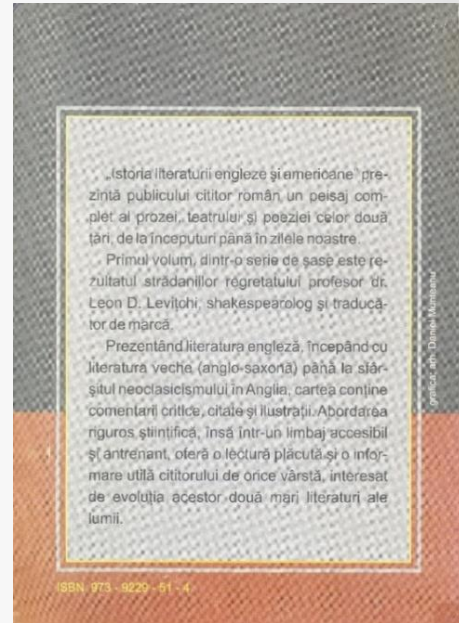 „Istoria literaturii engleze și americane" pre-
zintă publicului cititor român un peisaj com-
plet al prozei, teatrului și poeziei celor două
țări, de la începuturi până în zilele noastre.
Primul volum, dintr-o serie de șase este re-
zultatul strădaniilor regretatului profesor dr.
Leon D. Levițchi, shakespearolog și traducă-
tor de marcă.
Prezentând literatura engleză, începând cu
literatura veche (anglo-saxonă) până la sfâr-
șitul neoclasicismului în Anglia, cartea conține
comentarii critice, citate și ilustrații. Abordarea
riguros științifică, însă într-un limbaj accesibil
și antrenant, oferă o lectură plăcută și o infor-
mare utilă cititorului de orice vârstă, interesat
de evoluția acestor două mari literaturi ale
lumii.
ISBN 973 - 9229 - 51 - 4